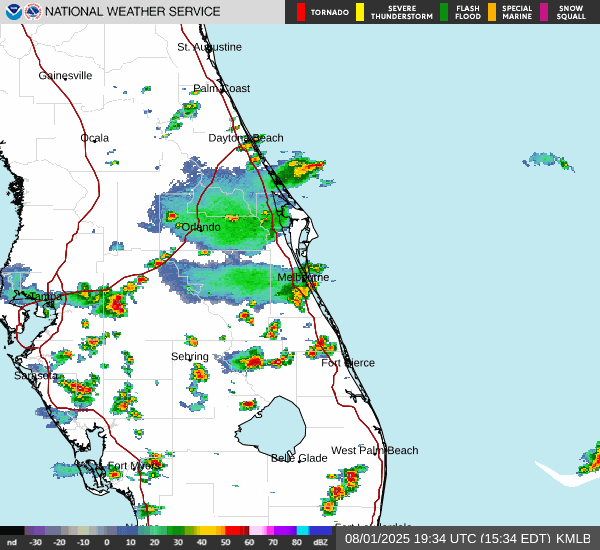 NATIONAL WEATHER SERVICE
TORNADO
SEVERE THUNDERSTORM
FLASH FLOOD
SPECIAL MARINE
SNOW SQUALL
St. Augustine
Gainesville
Palm Coast
Ocala
Daytona Beach
Orlando
Melbourne
Tampa
Sebring
Fort Pierce
Sarasota
West Palm Beach
Belle Glade
Fort Myers
nd -30 -20 -10 0 10 20 30 40 50 60 70 80 dBZ
08/01/2025 19:34 UTC (15:34 EDT) KMLB